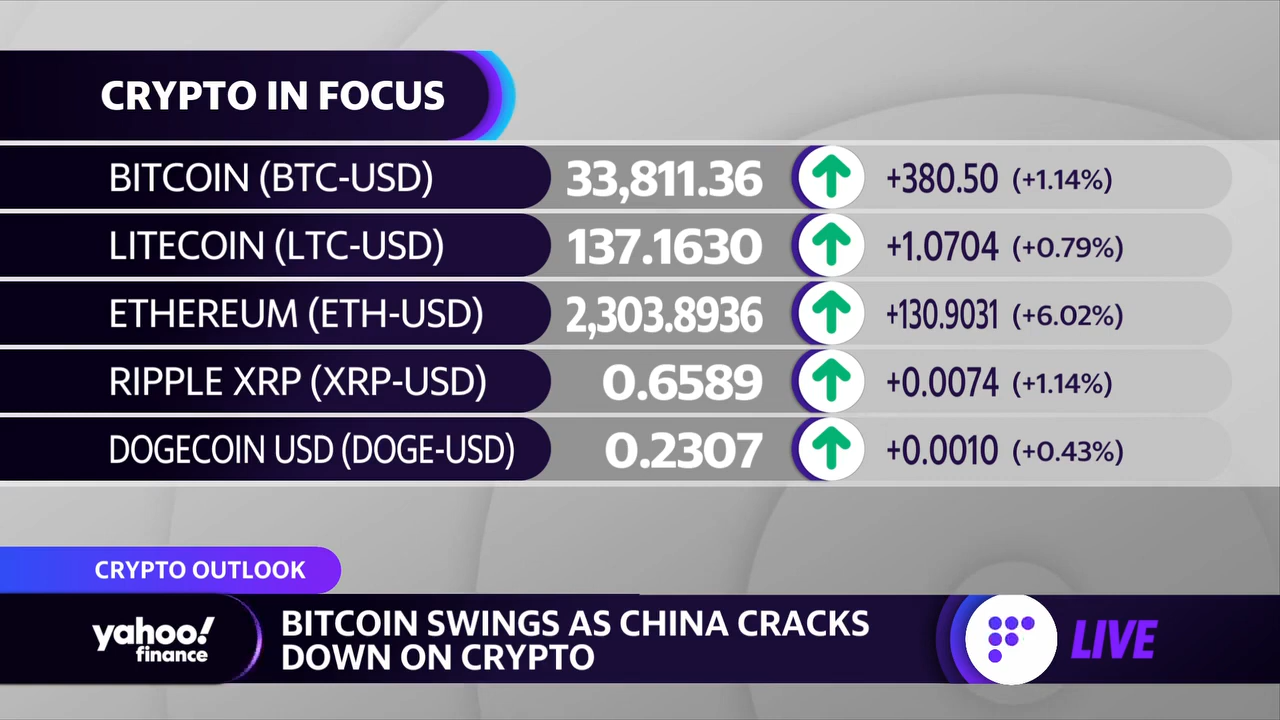 CRYPTO IN FOCUS
BITCOIN (BTC-USD) 33,811.36 +380.50 (+1.14%)
LITECOIN (LTC-USD) 137.1630 +1.0704 (+0.79%)
ETHEREUM (ETH-USD) 2,303.8936 +130.9031 (+6.02%)
RIPPLE XRP (XRP-USD) 0.6589 +0.0074 (+1.14%)
DOGECOIN USD (DOGE-USD) 0.2307 +0.0010 (+0.43%)
CRYPTO OUTLOOK
yahoo!
finance
BITCOIN SWINGS AS CHINA CRACKS
DOWN ON CRYPTO
LIVE